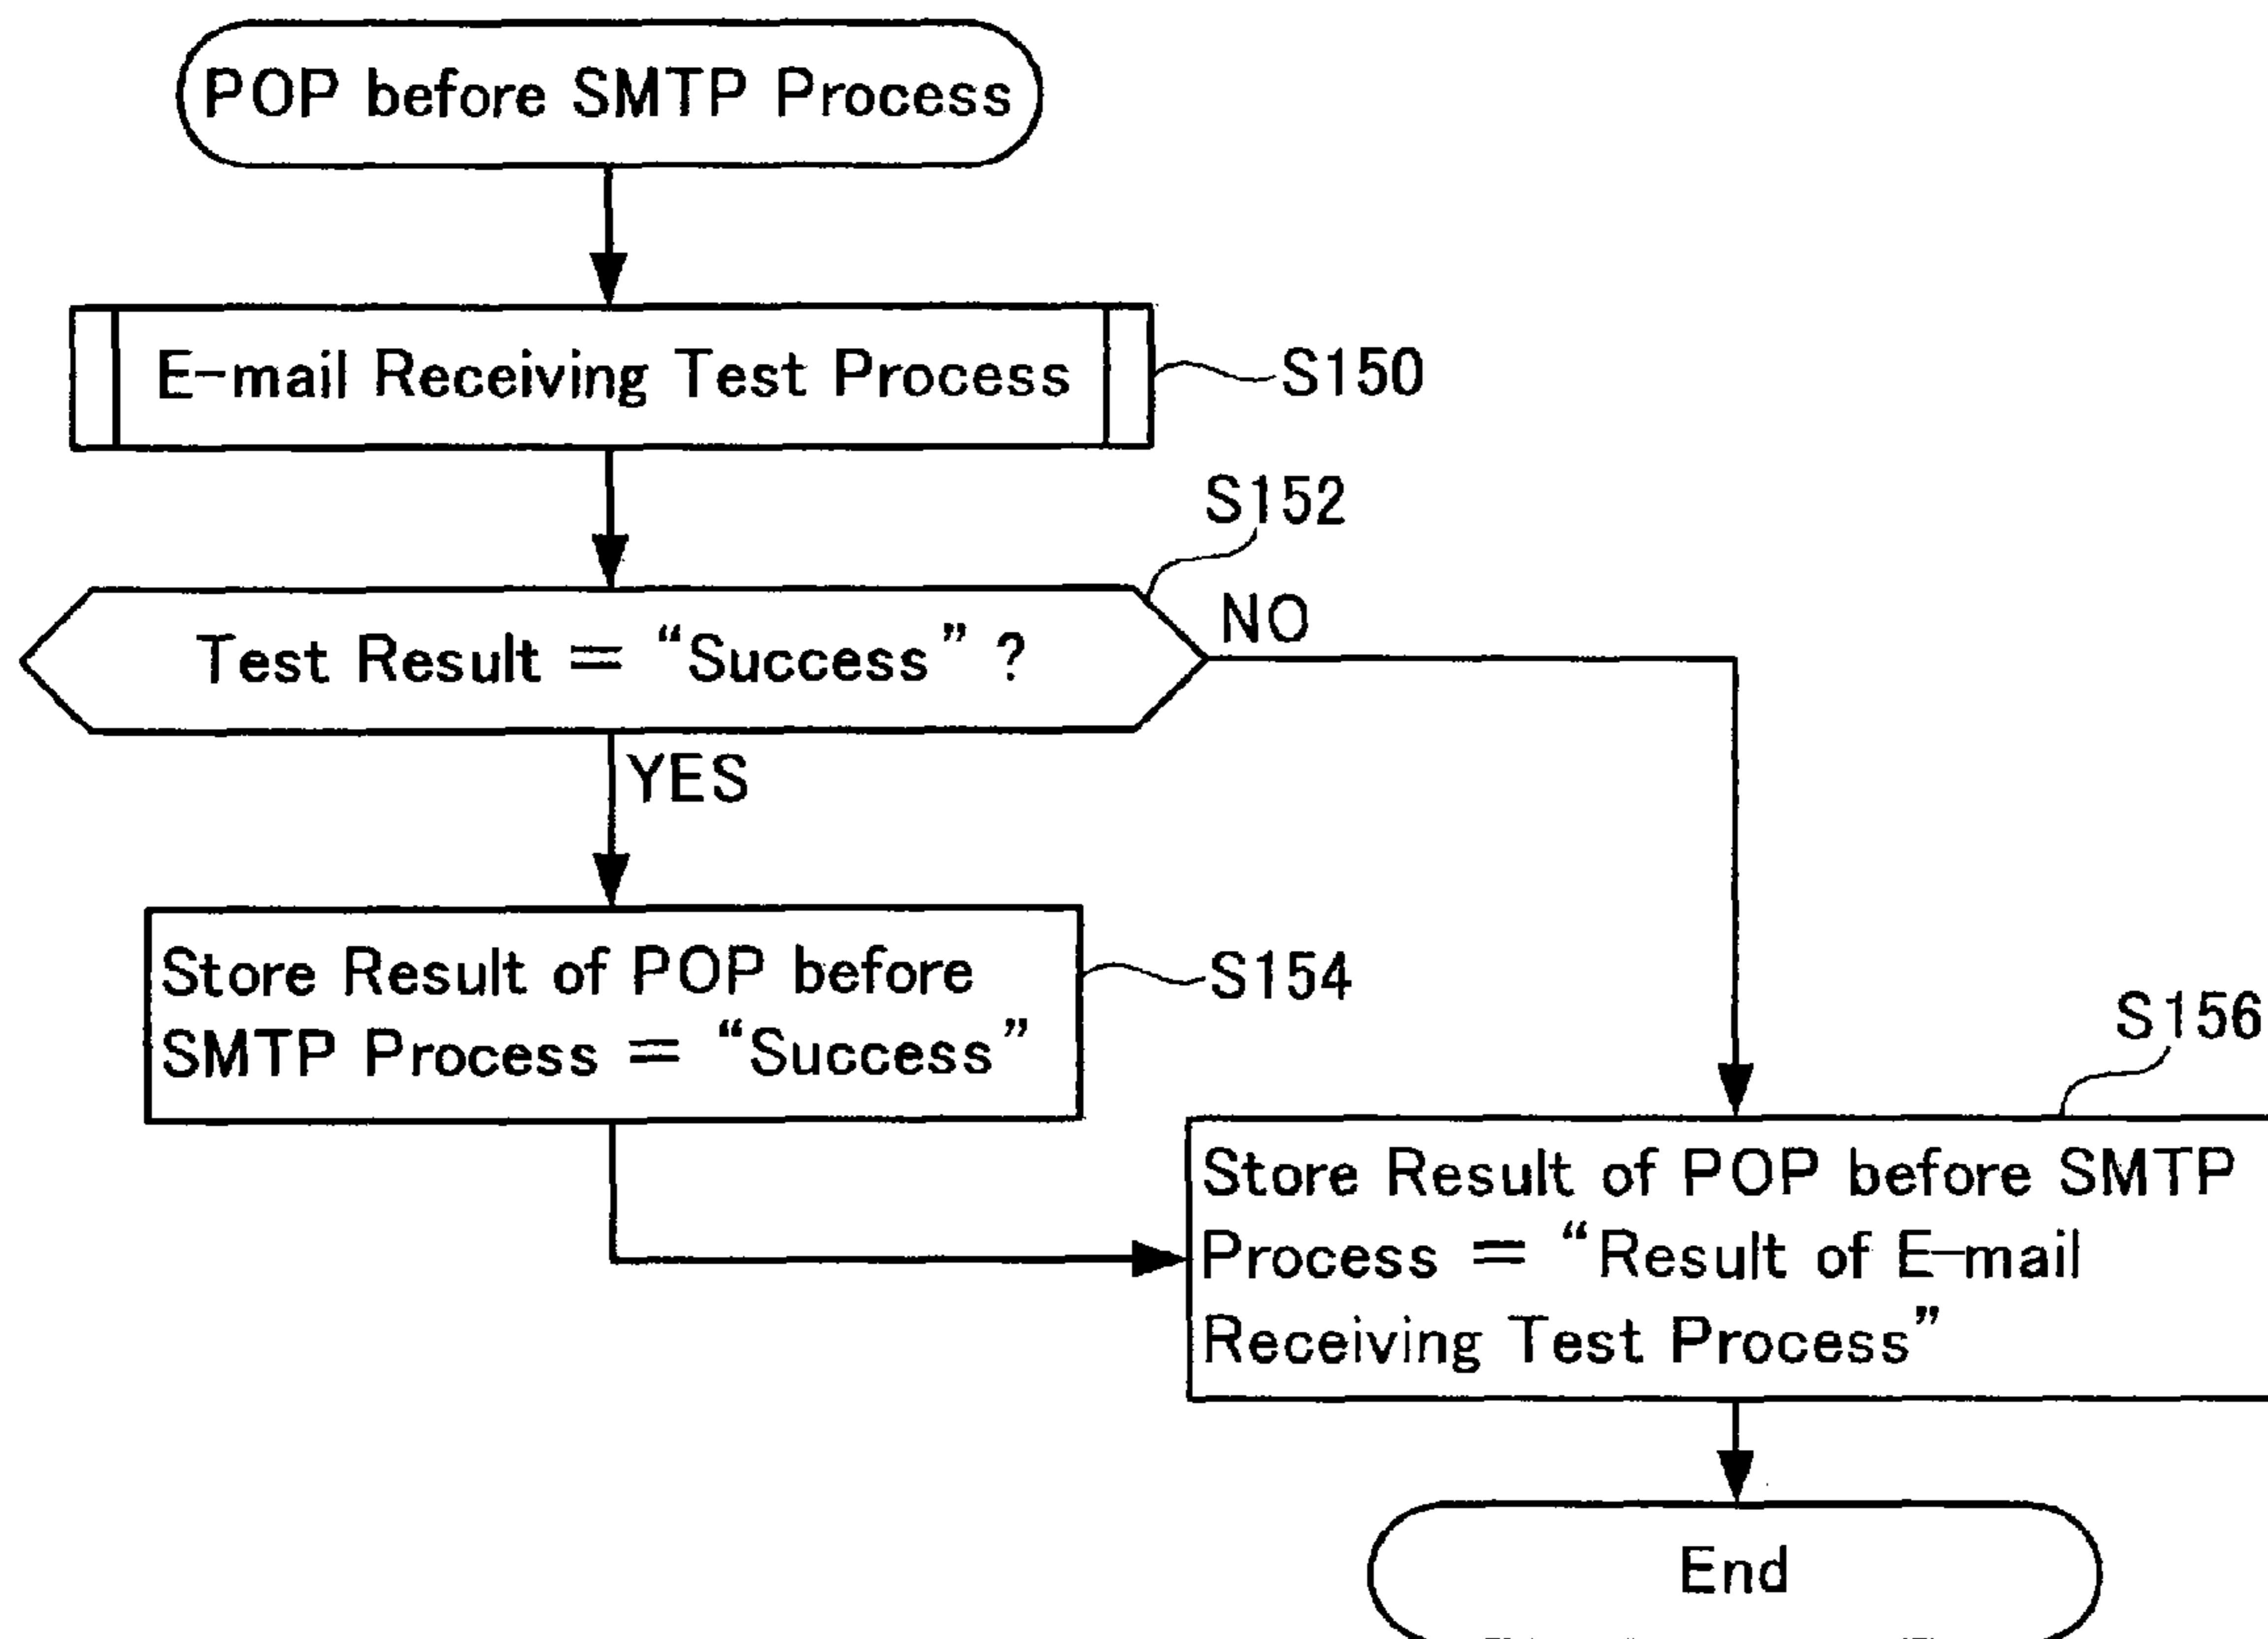 POP before SMTP Process
E-mail Receiving Test Process
S150
S152
Test Result = “Success” ?
NO
YES
Store Result of POP before
SMTP Process = “Success”
S154
S156
Store Result of POP before SMTP
Process = “Result of E-mail
Receiving Test Process”
End